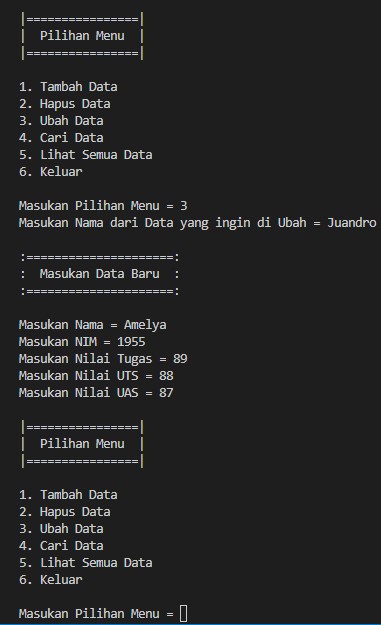 |================|
|  Pilihan Menu  |
|================|
1. Tambah Data
2. Hapus Data
3. Ubah Data
4. Cari Data
5. Lihat Semua Data
6. Keluar
Masukan Pilihan Menu = 3
Masukan Nama dari Data yang ingin di Ubah = Juandro
:=====================:
:  Masukan Data Baru  :
:=====================:
Masukan Nama = Amelya
Masukan NIM = 1955
Masukan Nilai Tugas = 89
Masukan Nilai UTS = 88
Masukan Nilai UAS = 87
|================|
|  Pilihan Menu  |
|================|
1. Tambah Data
2. Hapus Data
3. Ubah Data
4. Cari Data
5. Lihat Semua Data
6. Keluar
Masukan Pilihan Menu =